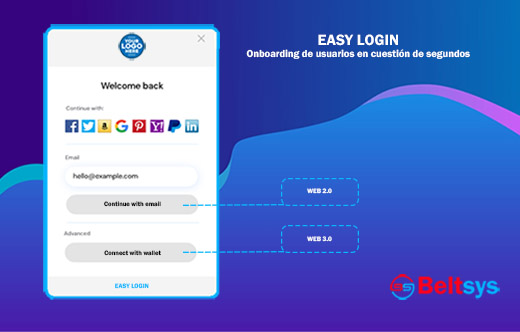 EASY LOGIN
Onboarding de usuarios en cuestión de segundos
YOUR
LOGO
HERE
Welcome back
Continue with:
Email
hello@example.com
Continue with email
WEB 2.0
Advanced
Connect with wallet
WEB 3.0
EASY LOGIN
Beltsys